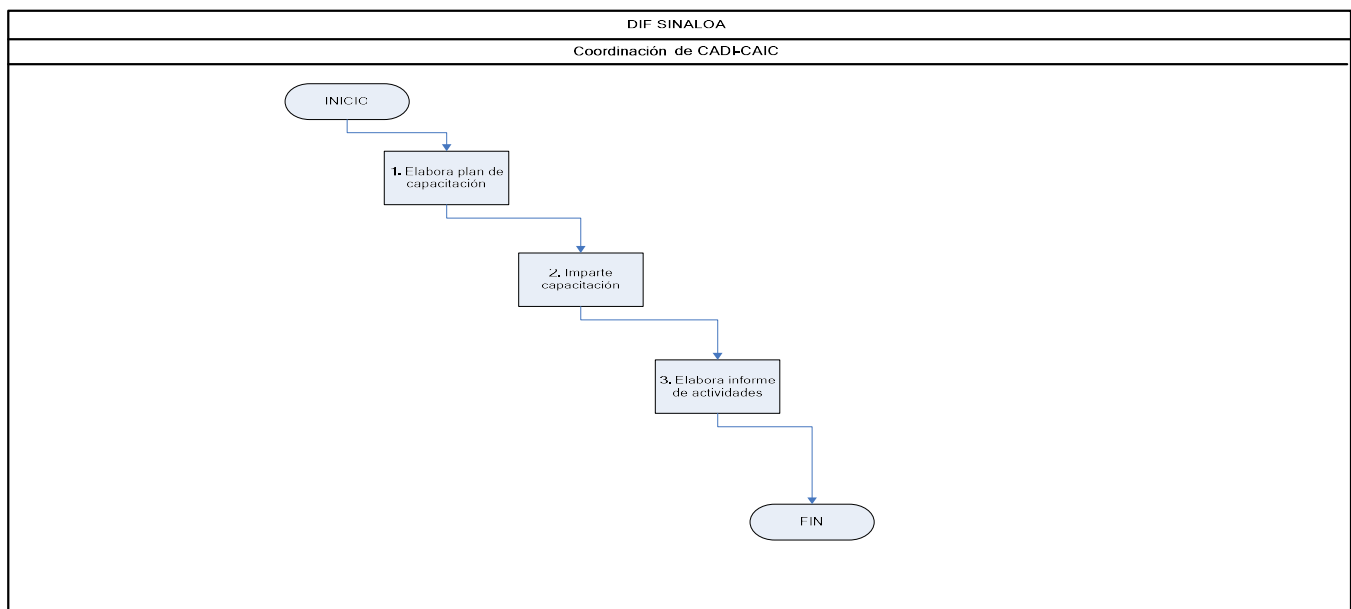 DIF SINALOA
Coordinación de CADI-CAIC
INICIC
1. Elabora plan de
capacitación
2. Imparte
capacitación
3. Elabora informe
de actividades
FIN